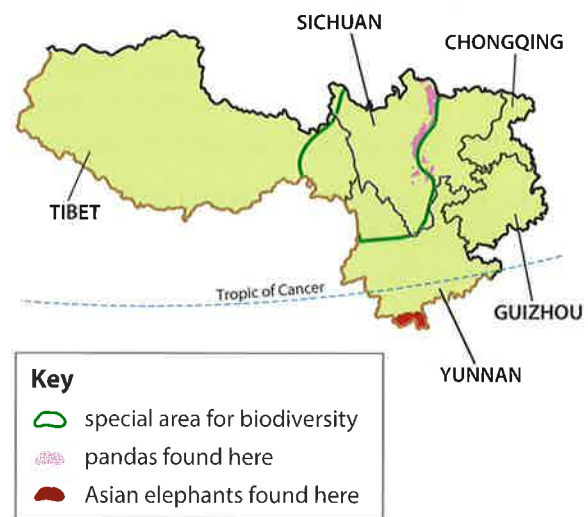 SICHUAN
CHONGQING
TIBET
Tropic of Cancer
GUIZHOU
YUNNAN
Key
special area for biodiversity
pandas found here
Asian elephants found here